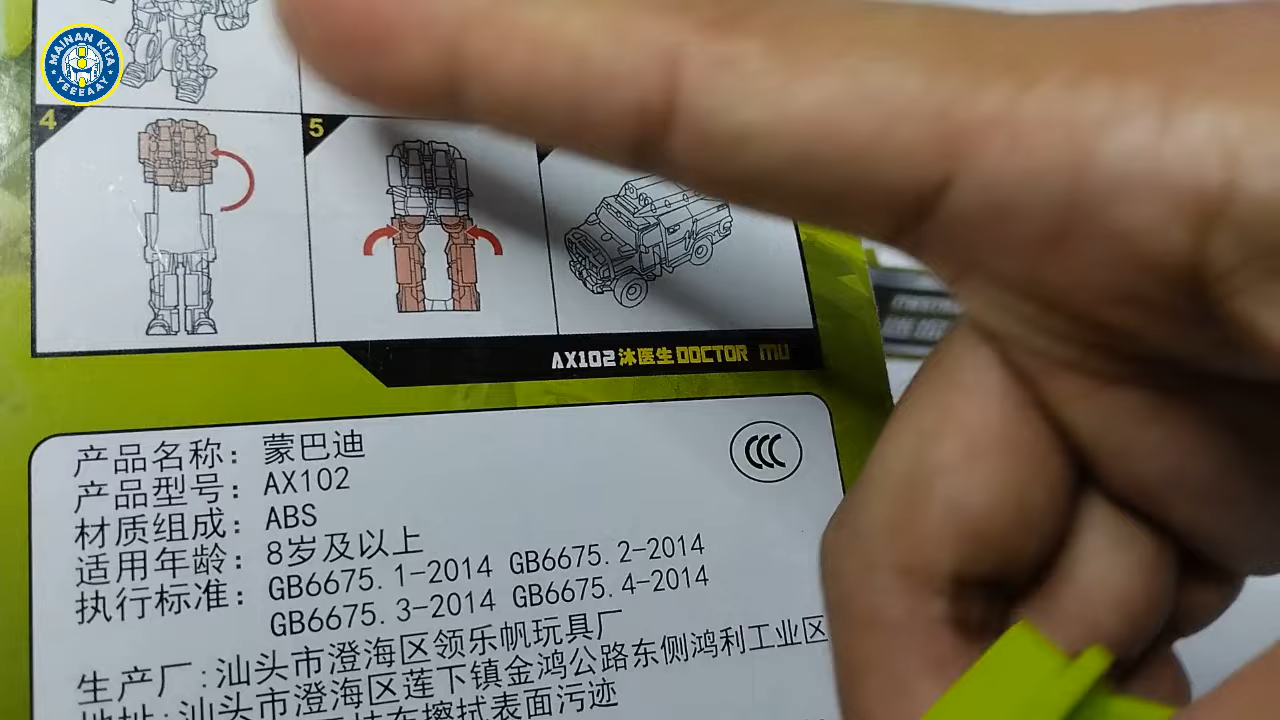 MAINAN KITA
YEEEAAY
4
5
AX102 沐医生 DOCTOR MU
产品名称：蒙巴迪
产品型号：AX102
材质组成：ABS
适用年龄：8岁及以上
执行标准：GB6675.1-2014 GB6675.2-2014
GB6675.3-2014 GB6675.4-2014
生产厂：汕头市澄海区领乐帆玩具厂
地址：汕头市澄海区莲下镇金鸿公路东侧鸿利工业区
擦拭表面污迹